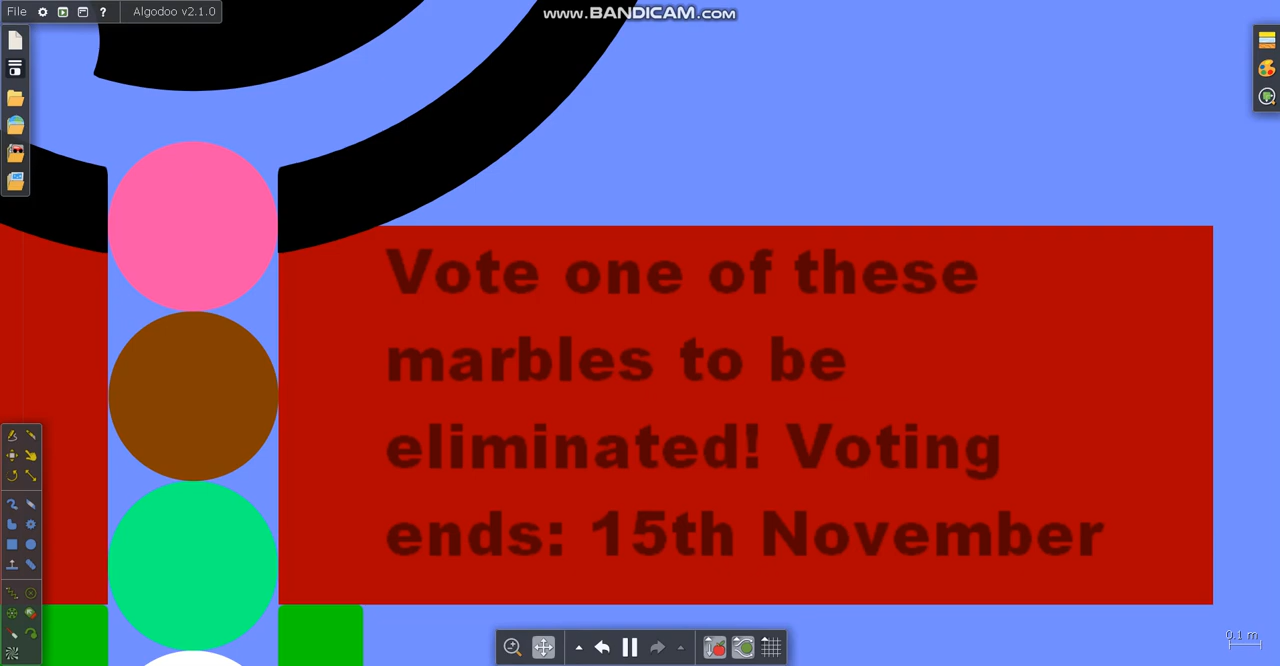 File ? Algodoo v2.1.0
www.BANDICAM.com
Vote one of these
marbles to be
eliminated! Voting
ends: 15th November
0.1 m